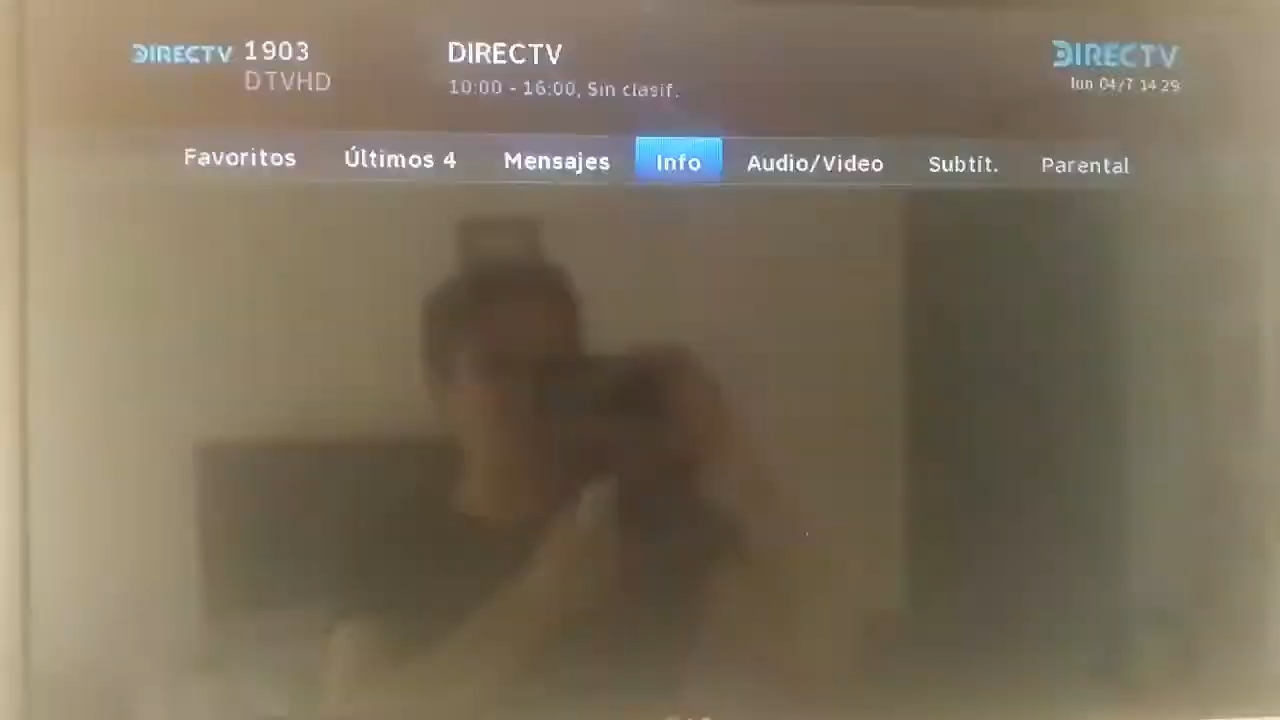 DIRECTV 1903 DIRECTV DIRECTV
DTVHD 10:00 - 16:00, Sin clasif. lun 04/7 14 29
Favoritos Últimos 4 Mensajes Info Audio/Video Subtít. Parental